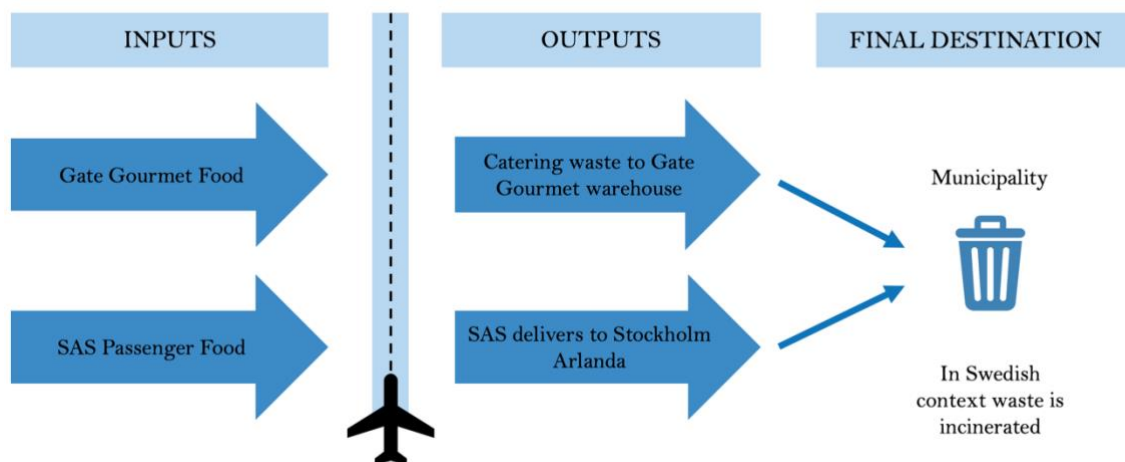 INPUTS
OUTPUTS
FINAL DESTINATION
Gate Gourmet Food
Catering waste to Gate
Gourmet warehouse
Municipality
SAS Passenger Food
SAS delivers to Stockholm
Arlanda
In Swedish
context waste is
incinerated